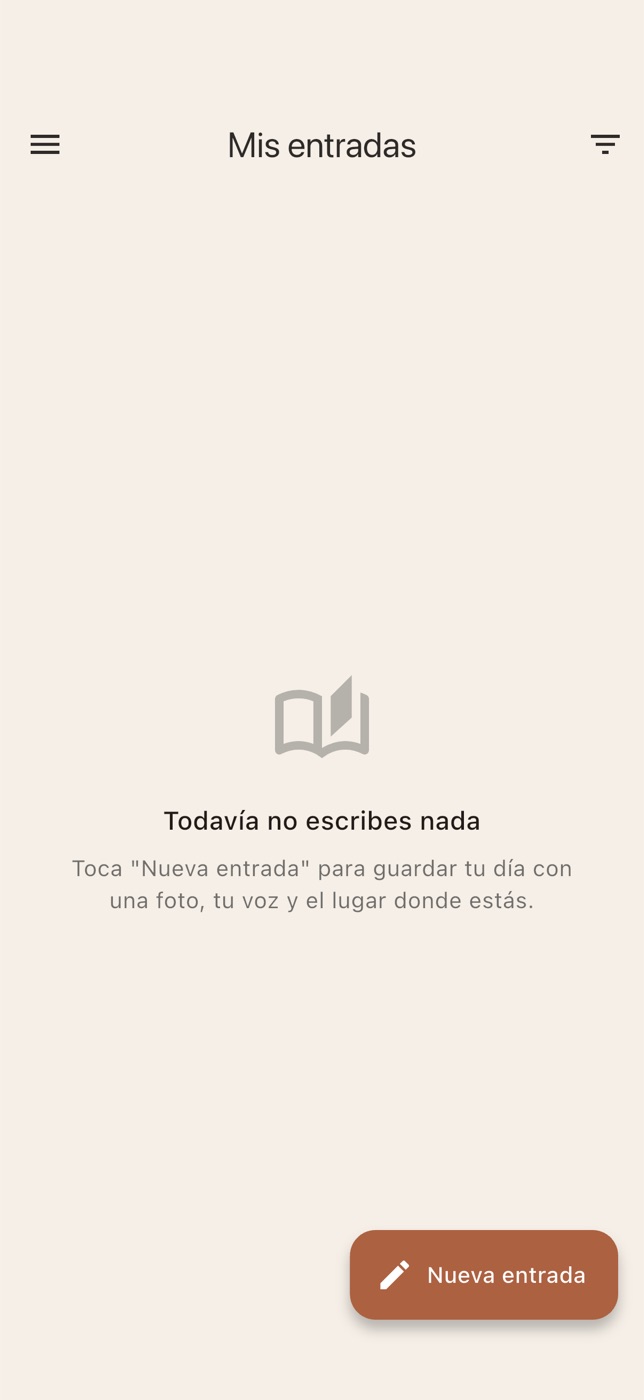 Mis entradas
Todavía no escribes nada
Toca "Nueva entrada" para guardar tu día con
una foto, tu voz y el lugar donde estás.
Nueva entrada